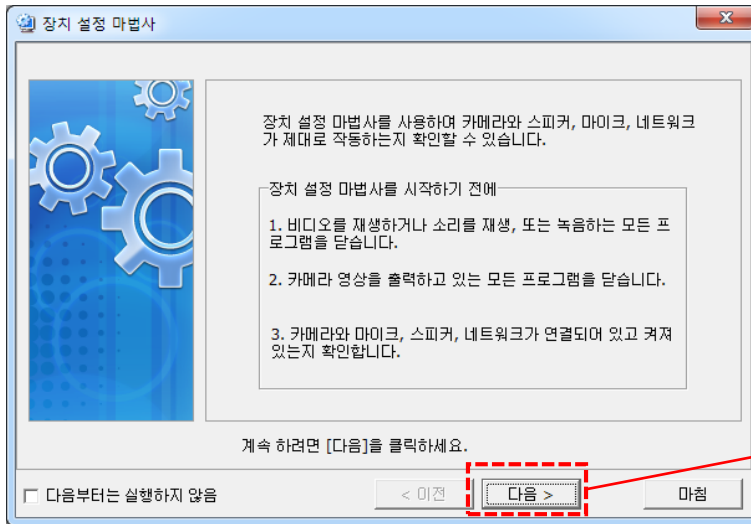 장치 설정 마법사
장치 설정 마법사를 사용하여 카메라와 스피커, 마이크, 네트워크
가 제대로 작동하는지 확인할 수 있습니다.
장치 설정 마법사를 시작하기 전에
1. 비디오를 재생하거나 소리를 재생, 또는 녹음하는 모든 프
로그램을 닫습니다.
2. 카메라 영상을 출력하고 있는 모든 프로그램을 닫습니다.
3. 카메라와 마이크, 스피커, 네트워크가 연결되어 있고 켜져
있는지 확인합니다.
계속 하려면 [다음]을 클릭하세요.
다음부터는 실행하지 않음
< 이전
다음 >
마침